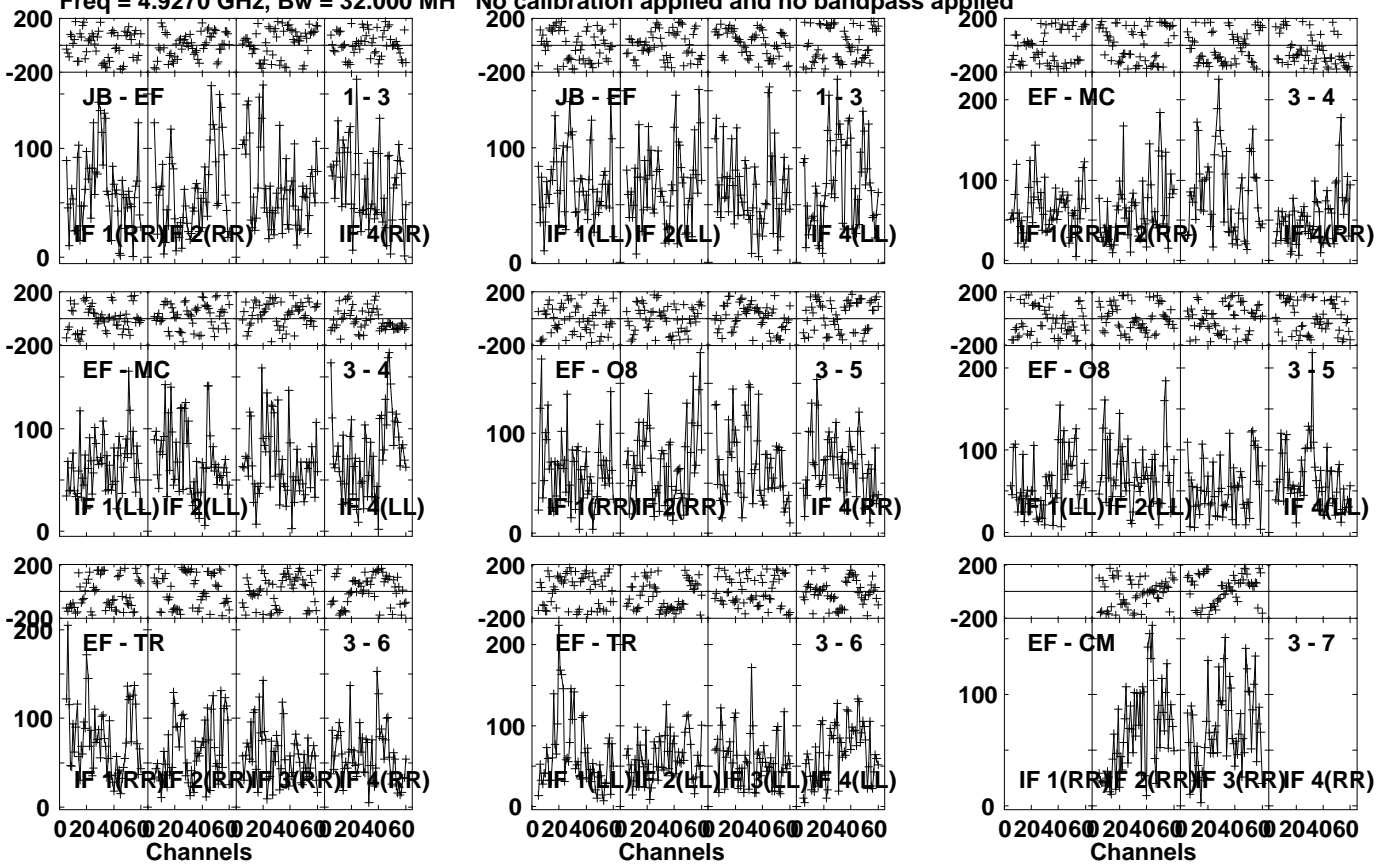 Freq = 4.9270 GHz, Bw = 32.000 MH No calibration applied and no bandpass applied
200
-200
JB - EF 1 - 3
100
0
IF 1(RR) IF 2(RR) IF 4(RR)
200
-200
JB - EF 1 - 3
100
0
IF 1(LL) IF 2(LL) IF 4(LL)
200
-200
EF - MC 3 - 4
200
100
0
IF 1(RR) IF 2(RR) IF 4(RR)
200
-200
EF - MC 3 - 4
100
0
IF 1(LL) IF 2(LL) IF 4(LL)
200
-200
EF - O8 3 - 5
100
0
IF 1(RR) IF 2(RR) IF 4(RR)
200
-200
EF - O8 3 - 5
200
100
0
IF 1(LL) IF 2(LL) IF 4(LL)
200
-200
200
EF - TR 3 - 6
100
0
IF 1(RR) IF 2(RR) IF 3(RR) IF 4(RR)
0 20 40 60 0 20 40 60 0 20 40 60 0 20 40 60
Channels
200
-200
EF - TR 3 - 6
200
100
0
IF 1(LL) IF 2(LL) IF 3(LL) IF 4(LL)
0 20 40 60 0 20 40 60 0 20 40 60 0 20 40 60
Channels
200
-200
EF - CM 3 - 7
100
0
IF 1(RR) IF 2(RR) IF 3(RR) IF 4(RR)
0 20 40 60 0 20 40 60 0 20 40 60 0 20 40 60
Channels